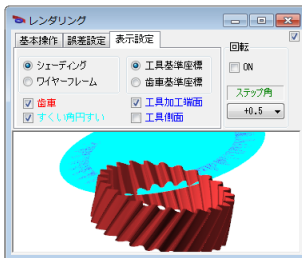 レンダリング
基本操作 誤差設定 表示設定
シェーディング
ワイヤーフレーム
工具基準座標
歯車基準座標
歯車
すくい角円すい
工具加工端面
工具側面
回転
ON
ステップ角
+0.5